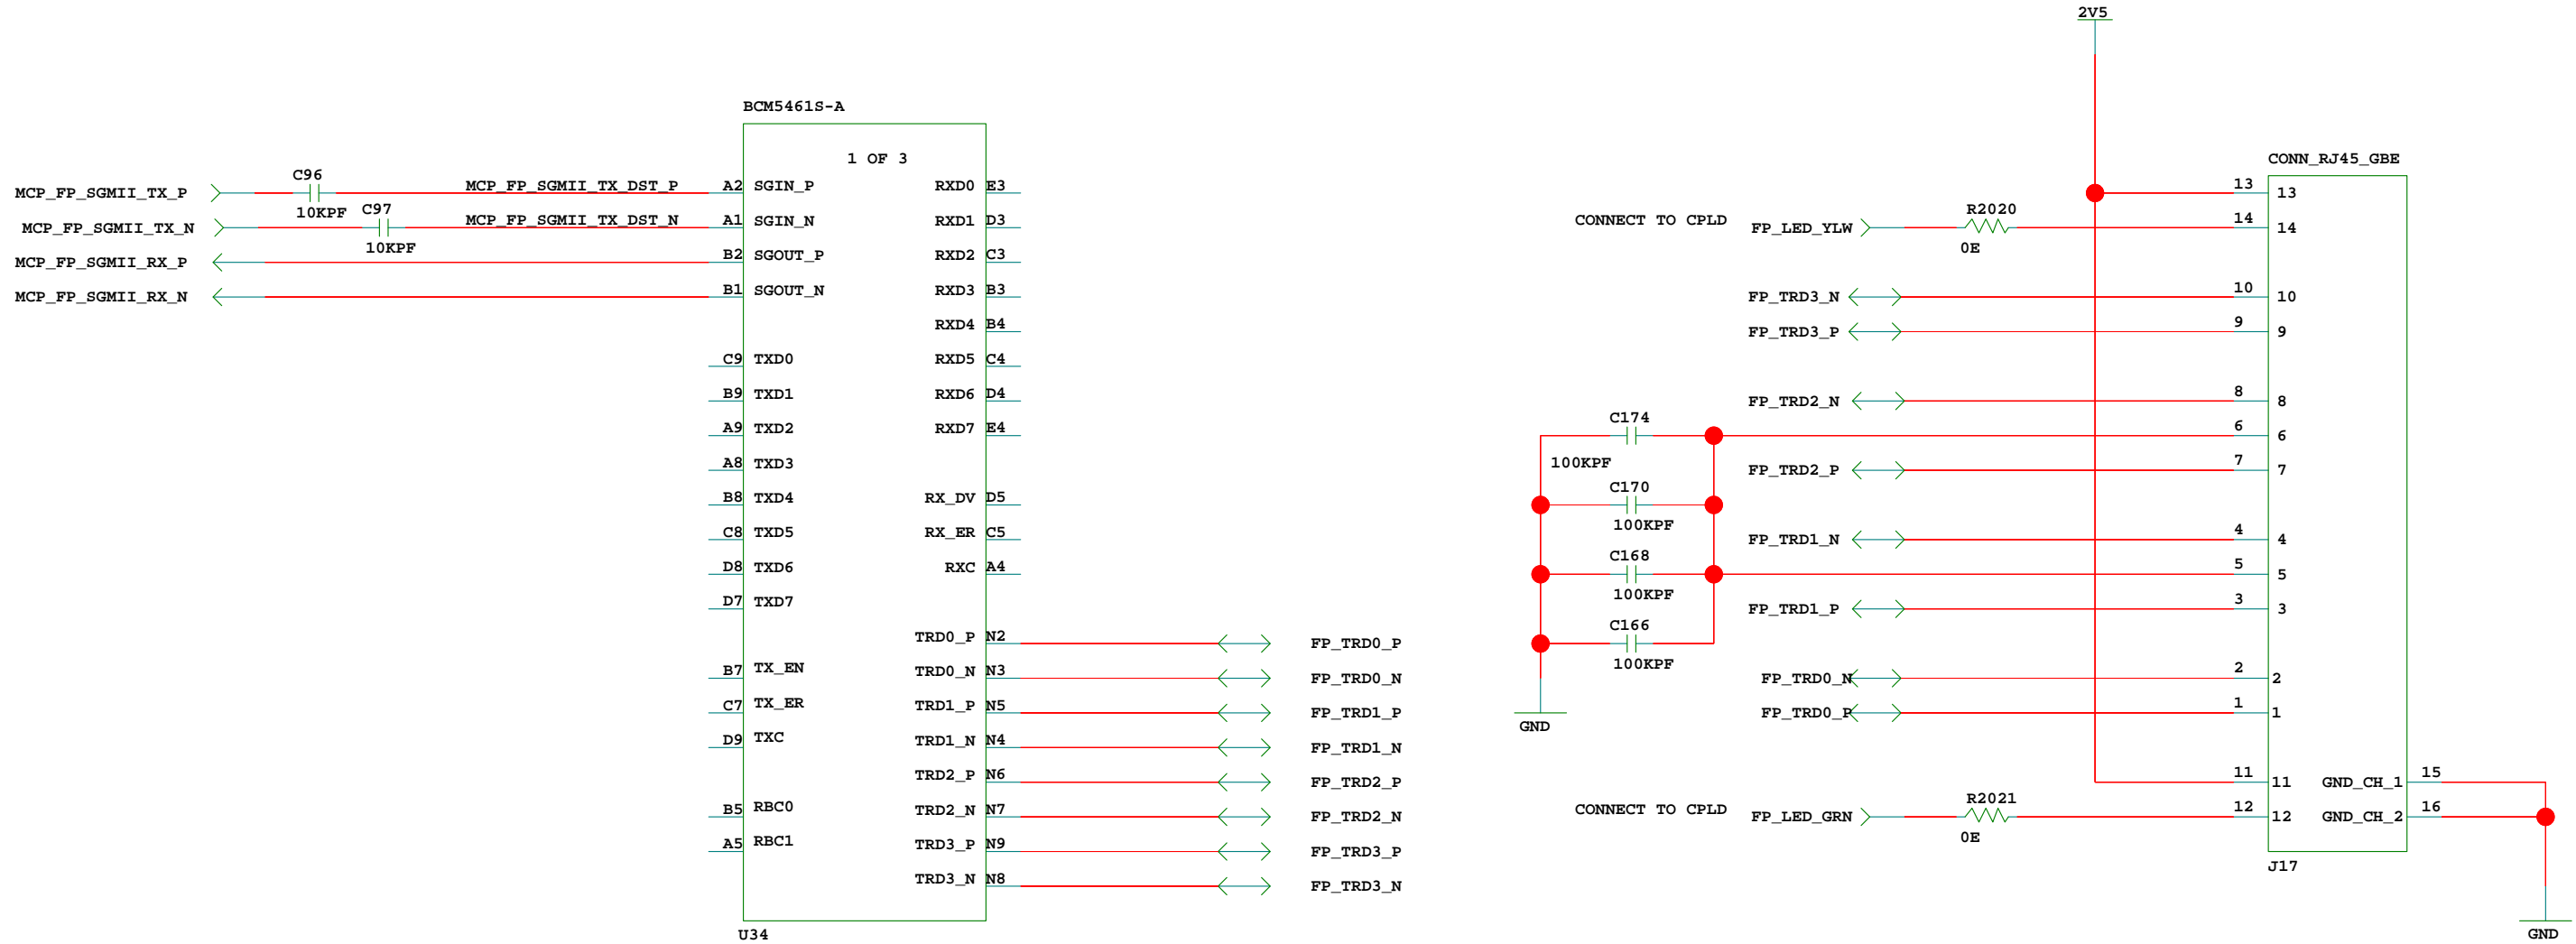 2V5
BCM5461S-A
1 OF 3
CONN_RJ45_GBE
MCP_FP_SGMII_TX_P
C96
10KPF
MCP_FP_SGMII_TX_DST_P
A2 SGIN_P
MCP_FP_SGMII_TX_N
C97
10KPF
MCP_FP_SGMII_TX_DST_N
A1 SGIN_N
MCP_FP_SGMII_RX_P
B2 SGOUT_P
MCP_FP_SGMII_RX_N
B1 SGOUT_N
C9 TXD0
B9 TXD1
A9 TXD2
A8 TXD3
B8 TXD4
C8 TXD5
D8 TXD6
D7 TXD7
B7 TX_EN
C7 TX_ER
D9 TXC
B5 RBC0
A5 RBC1
RXD0 E3
RXD1 D3
RXD2 C3
RXD3 B3
RXD4 B4
RXD5 C4
RXD6 D4
RXD7 E4
RX_DV D5
RX_ER C5
RXC A4
TRD0_P N2 FP_TRD0_P
TRD0_N N3 FP_TRD0_N
TRD1_P N5 FP_TRD1_P
TRD1_N N4 FP_TRD1_N
TRD2_P N6 FP_TRD2_P
TRD2_N N7 FP_TRD2_N
TRD3_P N9 FP_TRD3_P
TRD3_N N8 FP_TRD3_N
U34
13 13
CONNECT TO CPLD FP_LED_YLW R2020 14 14
0E
FP_TRD3_N 10 10
FP_TRD3_P 9 9
FP_TRD2_N 8 8
C174 6 6
100KPF
FP_TRD2_P 7 7
C170
100KPF
FP_TRD1_N 4 4
C168 5 5
100KPF
FP_TRD1_P 3 3
C166
100KPF
FP_TRD0_N 2 2
FP_TRD0_P 1 1
GND
11 11 GND_CH_1 15
CONNECT TO CPLD FP_LED_GRN R2021 12 12 GND_CH_2 16
0E
J17
GND